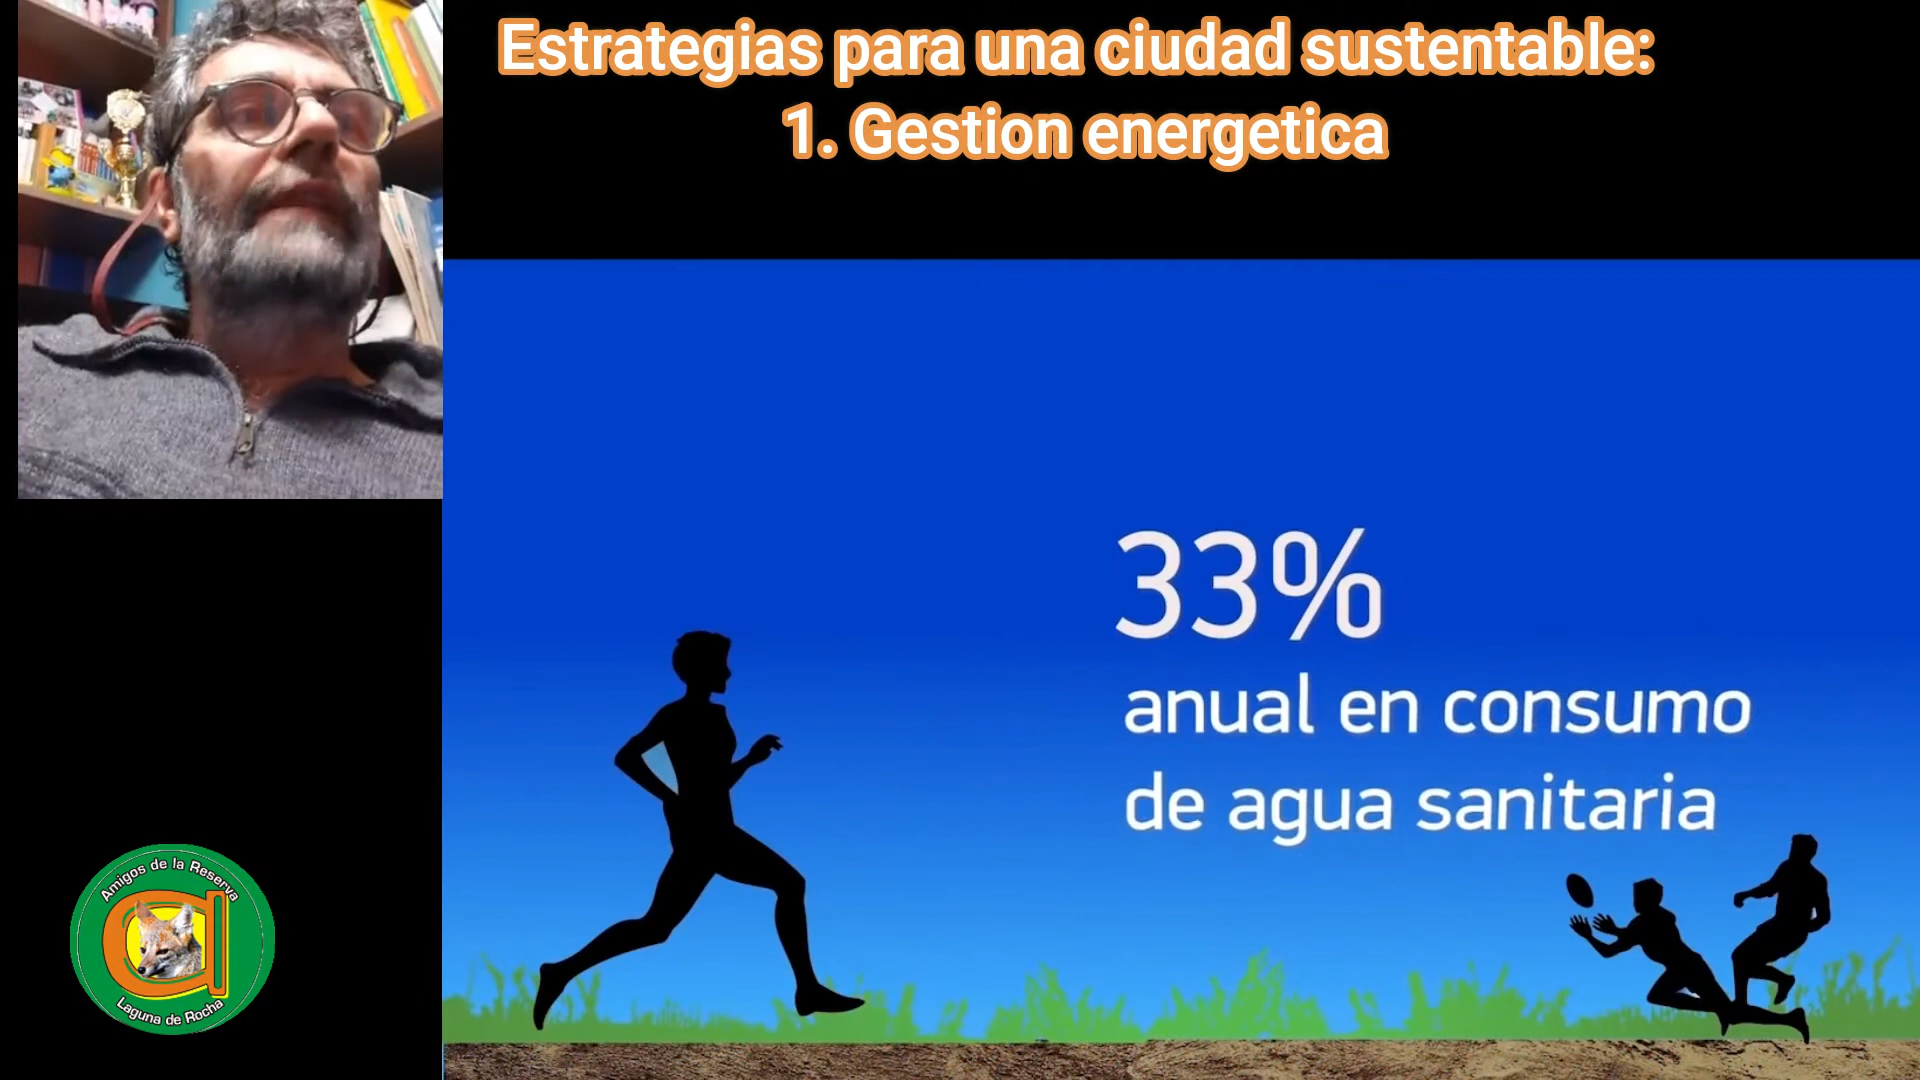 Estrategias para una ciudad sustentable:
1. Gestion energetica
33%
anual en consumo
de agua sanitaria
Amigos de la Reserva
Laguna de Rocha